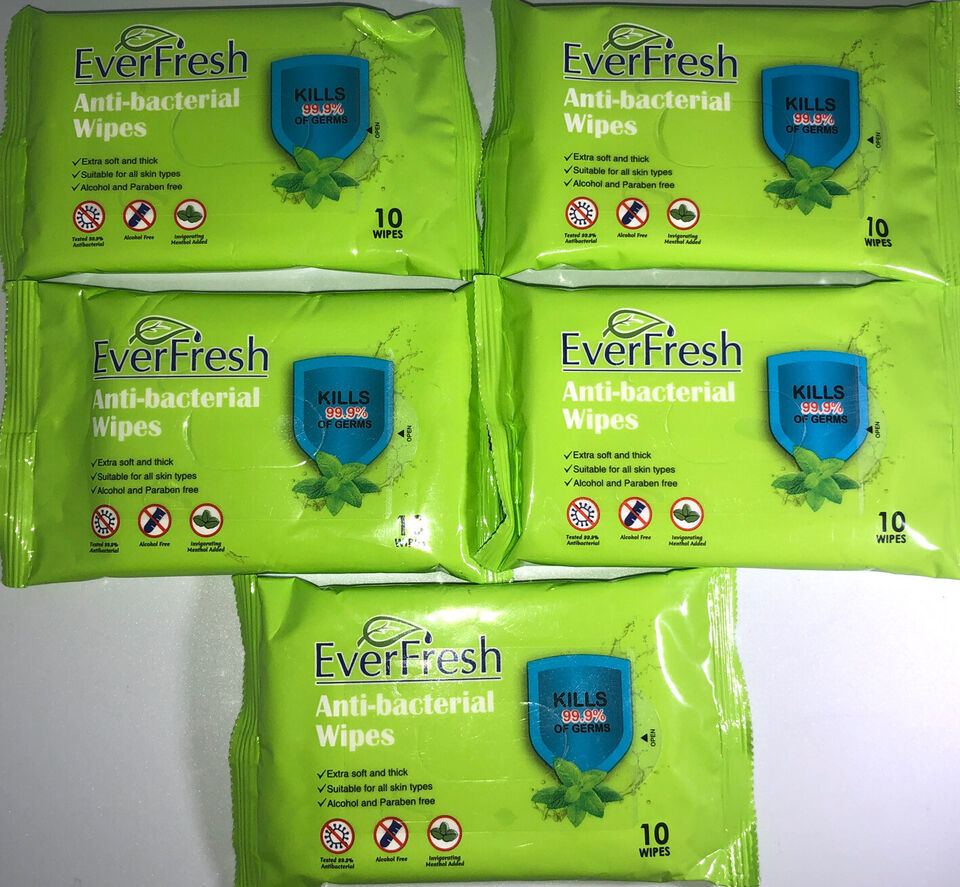 EverFresh
Anti-bacterial
Wipes
✓Extra soft and thick
✓Suitable for all skin types
✓Alcohol and Paraben free
Tested 99.9%
Antibacterial
Alcohol Free
Invigorating
Menthol Added
KILLS
99.9%
OF GERMS
OPEN
10
WIPES
EverFresh
Anti-bacterial
Wipes
✓Extra soft and thick
✓Suitable for all skin types
✓Alcohol and Paraben free
Tested 99.9%
Antibacterial
Alcohol Free
Invigorating
Menthol Added
KILLS
99.9%
OF GERMS
OPEN
10
WIPES
EverFresh
Anti-bacterial
Wipes
✓Extra soft and thick
✓Suitable for all skin types
✓Alcohol and Paraben free
Tested 99.9%
Antibacterial
Alcohol Free
Invigorating
Menthol Added
KILLS
99.9%
OF GERMS
OPEN
WIPES
EverFresh
Anti-bacterial
Wipes
✓Extra soft and thick
✓Suitable for all skin types
✓Alcohol and Paraben free
Tested 99.9%
Antibacterial
Alcohol Free
Invigorating
Menthol Added
KILLS
99.9%
OF GERMS
OPEN
10
WIPES
EverFresh
Anti-bacterial
Wipes
✓Extra soft and thick
✓Suitable for all skin types
✓Alcohol and Paraben free
Tested 99.9%
Antibacterial
Alcohol Free
Invigorating
Menthol Added
KILLS
99.9%
OF GERMS
OPEN
10
WIPES